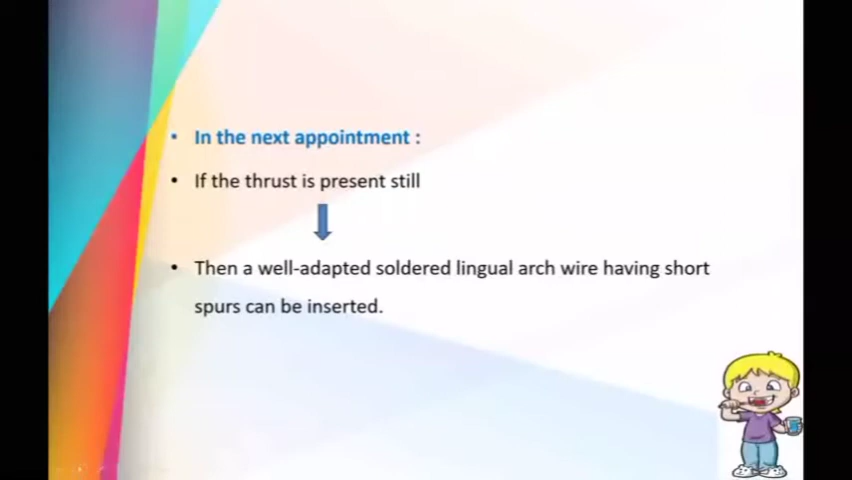 • In the next appointment :
• If the thrust is present still
• Then a well-adapted soldered lingual arch wire having short
spurs can be inserted.